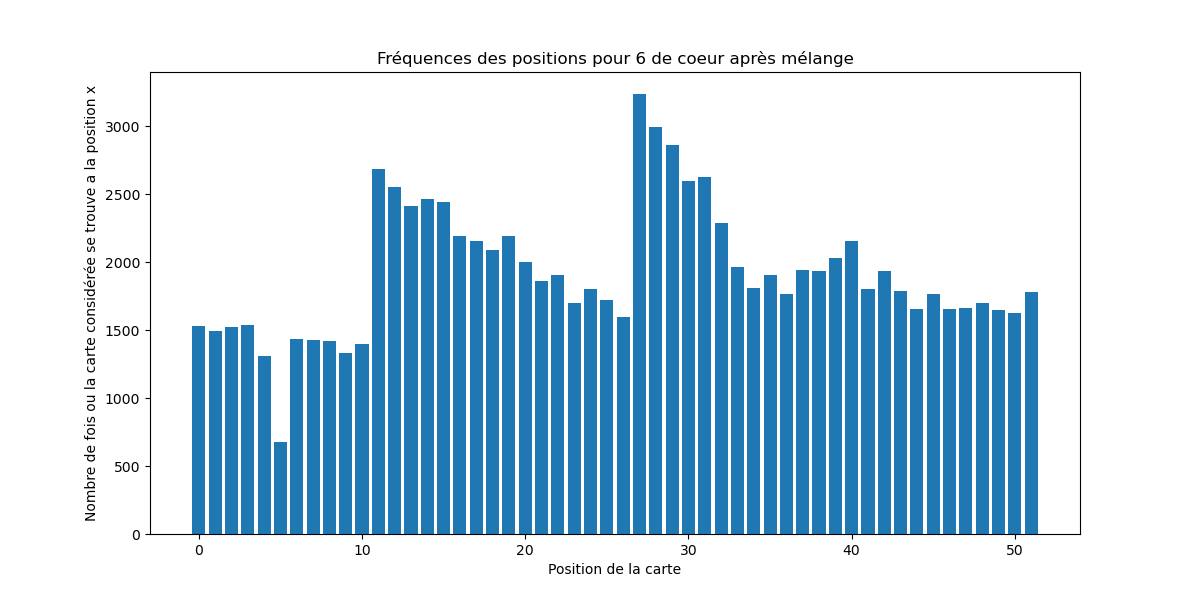 Fréquences des positions pour 6 de coeur après mélange
Nombre de fois ou la carte considérée se trouve a la position x
3000
2500
2000
1500
1000
500
0
0 10 20 30 40 50
Position de la carte